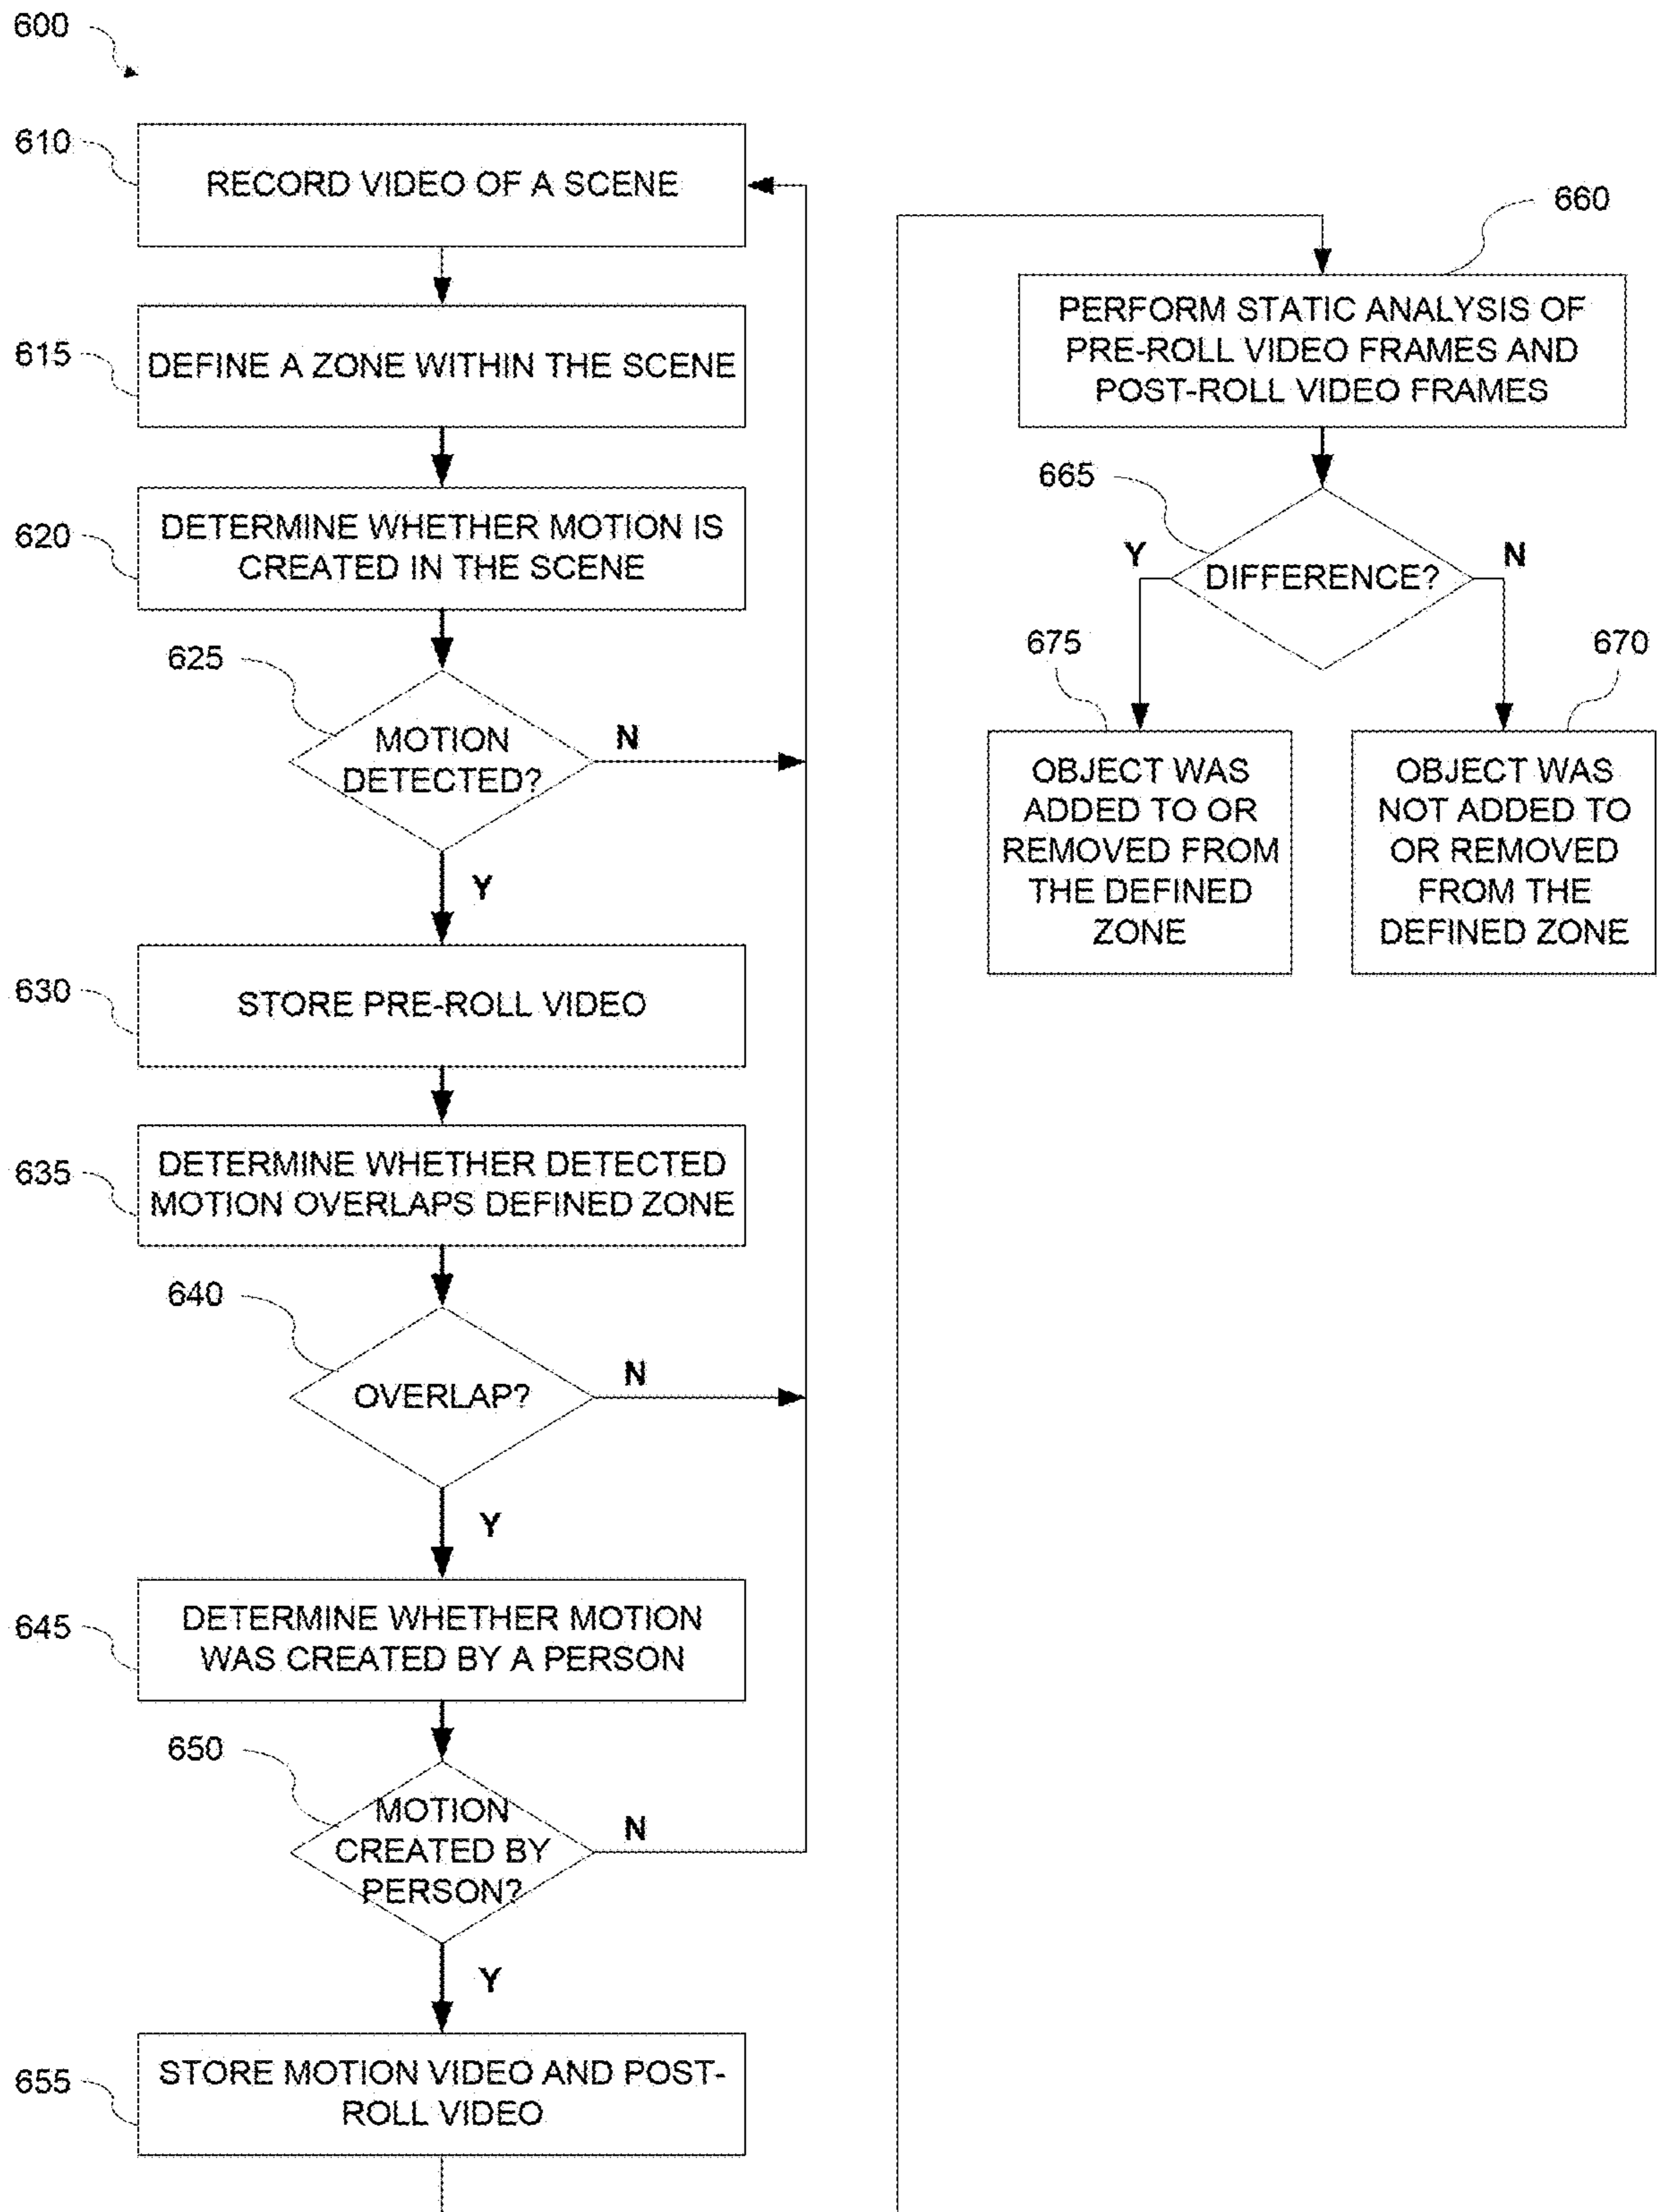 600
610
RECORD VIDEO OF A SCENE
615
DEFINE A ZONE WITHIN THE SCENE
620
DETERMINE WHETHER MOTION IS
CREATED IN THE SCENE
625
MOTION
DETECTED?
N
Y
630
STORE PRE-ROLL VIDEO
635
DETERMINE WHETHER DETECTED
MOTION OVERLAPS DEFINED ZONE
640
OVERLAP?
N
Y
645
DETERMINE WHETHER MOTION
WAS CREATED BY A PERSON
650
MOTION
CREATED BY
PERSON?
N
Y
655
STORE MOTION VIDEO AND POST-
ROLL VIDEO
660
PERFORM STATIC ANALYSIS OF
PRE-ROLL VIDEO FRAMES AND
POST-ROLL VIDEO FRAMES
665
Y
DIFFERENCE?
N
675
OBJECT WAS
ADDED TO OR
REMOVED FROM
THE DEFINED
ZONE
670
OBJECT WAS
NOT ADDED TO
OR REMOVED
FROM THE
DEFINED ZONE